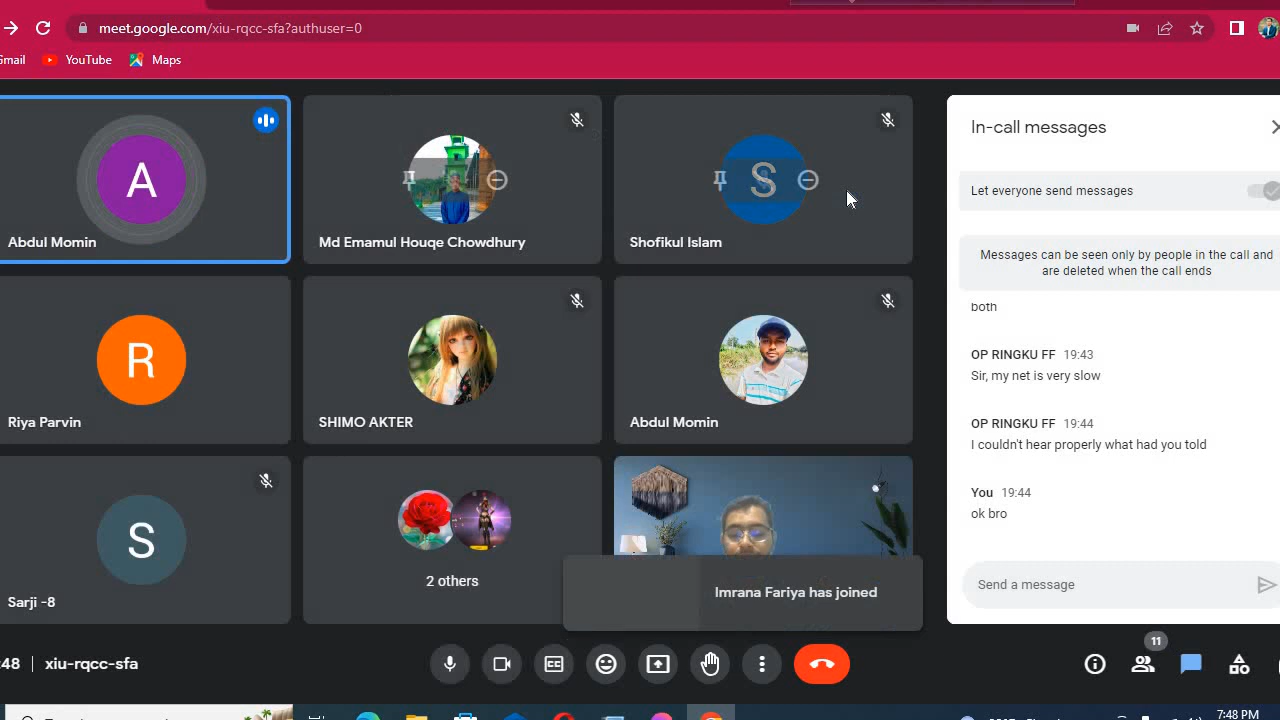 meet.google.com/xiu-rqcc-sfa?authuser=0
Gmail
YouTube
Maps
A
Abdul Momin
Md Emamul Houqe Chowdhury
S
Shofikul Islam
R
Riya Parvin
SHIMO AKTER
Abdul Momin
S
Sarji -8
2 others
Imrana Fariya has joined
In-call messages
Let everyone send messages
Messages can be seen only by people in the call and
are deleted when the call ends
both
OP RINGKU FF 19:43
Sir, my net is very slow
OP RINGKU FF 19:44
I couldn't hear properly what had you told
You 19:44
ok bro
Send a message
:48 | xiu-rqcc-sfa
CC
11
7:48 PM